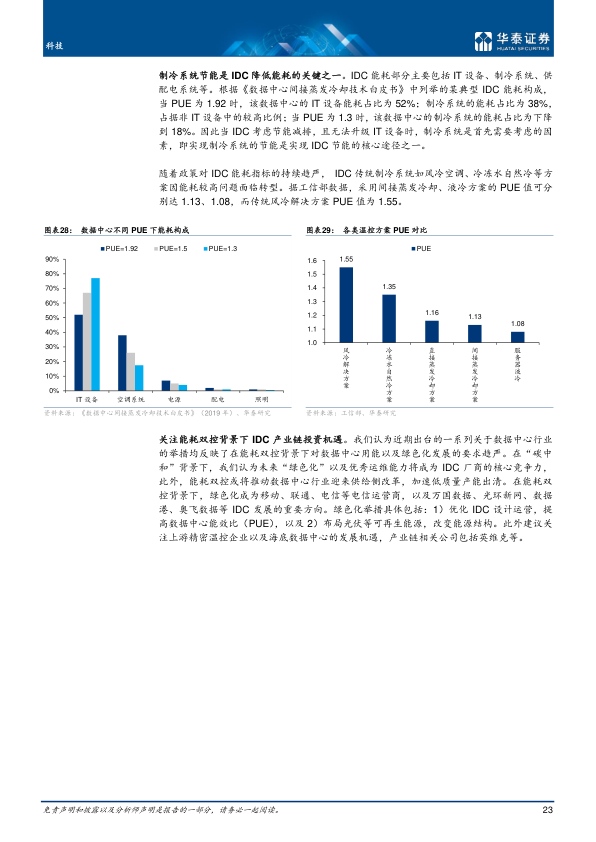 科技
华泰证券
HUATAI SECURITIES
制冷系统节能是 IDC 降低能耗的关键之一。IDC 能耗部分主要包括 IT 设备、制冷系统、供
配电系统等。根据《数据中心间接蒸发冷却技术白皮书》中列举的某典型 IDC 能耗构成，
当 PUE 为 1.92 时，该数据中心的 IT 设备能耗占比为 52%；制冷系统的能耗占比为 38%，
占据非 IT 设备中的较高比例；当 PUE 为 1.3 时，该数据中心的制冷系统的能耗占比为下降
到 18%。因此当 IDC 考虑节能减排，且无法升级 IT 设备时，制冷系统是首先需要考虑的因
素，即实现制冷系统的节能是实现 IDC 节能的核心途径之一。
随着政策对 IDC 能耗指标的持续趋严， IDC 传统制冷系统如风冷空调、冷冻水自然冷等方
案因能耗较高问题面临转型。据工信部数据，采用间接蒸发冷却、液冷方案的 PUE 值可分
别达 1.13、1.08，而传统风冷解决方案 PUE 值为 1.55。
图表28： 数据中心不同 PUE 下能耗构成
PUE=1.92 PUE=1.5 PUE=1.3
90%
80%
70%
60%
50%
40%
30%
20%
10%
0%
IT 设备 空调系统 电源 配电 照明
资料来源：《数据中心间接蒸发冷却技术白皮书》（2019 年），华泰研究
图表29： 各类温控方案 PUE 对比
PUE
1.6
1.5
1.4
1.3
1.2
1.1
1.0
1.55
1.35
1.16
1.13
1.08
风冷解决方案
冷冻水自然冷方案
直接蒸发冷却方案
间接蒸发冷却方案
服务器液冷
资料来源：工信部，华泰研究
关注能耗双控背景下 IDC 产业链投资机遇。我们认为近期出台的一系列关于数据中心行业
的举措均反映了在能耗双控背景下对数据中心用能以及绿色化发展的要求趋严。在“碳中
和”背景下，我们认为未来“绿色化”以及优秀运维能力将成为 IDC 厂商的核心竞争力，
此外，能耗双控或将推动数据中心行业迎来供给侧改革，加速低质量产能出清。在能耗双
控背景下，绿色化成为移动、联通、电信等电信运营商，以及万国数据、光环新网、数据
港、奥飞数据等 IDC 发展的重要方向。绿色化举措具体包括：1）优化 IDC 设计运营，提
高数据中心能效比（PUE），以及 2）布局光伏等可再生能源，改变能源结构。此外建议关
注上游精密温控企业以及海底数据中心的发展机遇，产业链相关公司包括英维克等。
免责声明和披露以及分析师声明是报告的一部分，请务必一起阅读。
23